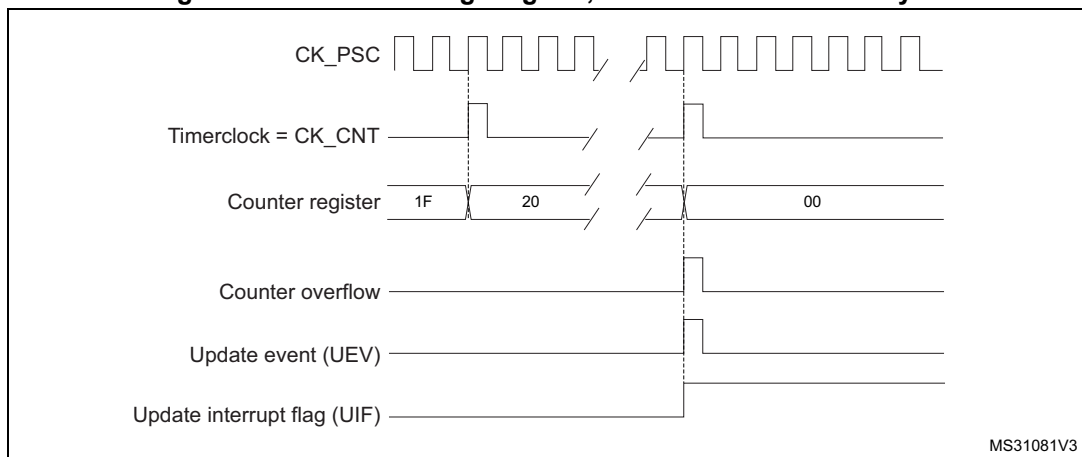 CK_PSC
Timerclock = CK_CNT
Counter register 1F 20 00
Counter overflow
Update event (UEV)
Update interrupt flag (UIF)
MS31081V3